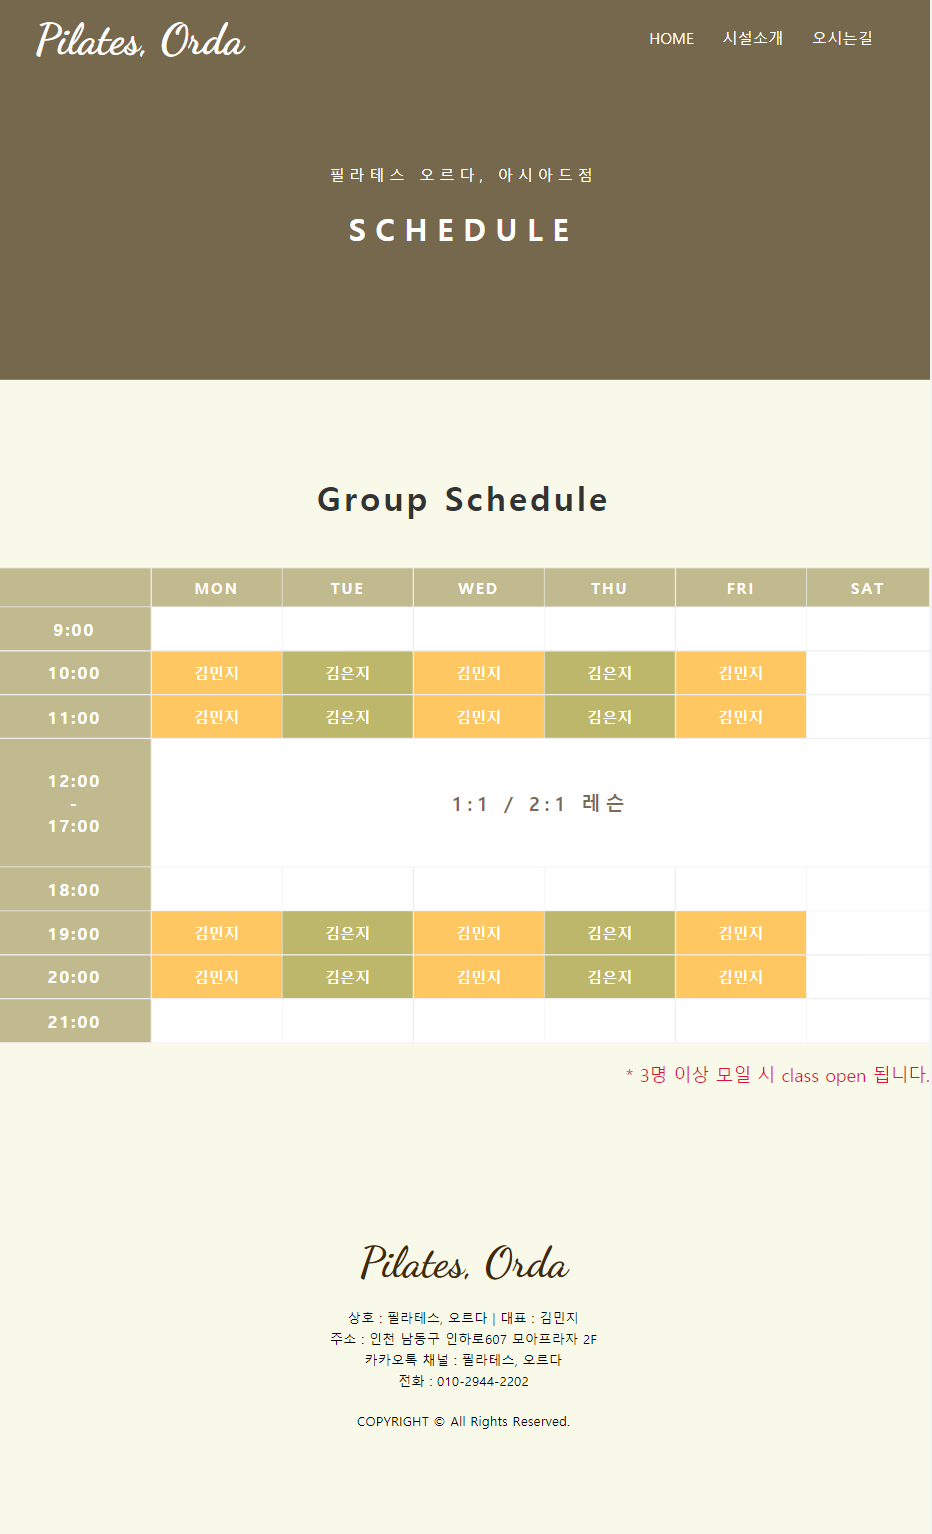 Pilates, Orda
HOME 시설소개 오시는길
필라테스 오르다, 아시아드점
SCHEDULE
Group Schedule
MON TUE WED THU FRI SAT
9:00
10:00 김민지 김은지 김민지 김은지 김민지
11:00 김민지 김은지 김민지 김은지 김민지
12:00
-
17:00
1:1 / 2:1 레슨
18:00
19:00 김민지 김은지 김민지 김은지 김민지
20:00 김민지 김은지 김민지 김은지 김민지
21:00
* 3명 이상 모일 시 class open 됩니다.
Pilates, Orda
상호 : 필라테스, 오르다 | 대표 : 김민지
주소 : 인천 남동구 인하로607 모아프라자 2F
카카오톡 채널 : 필라테스, 오르다
전화 : 010-2944-2202
COPYRIGHT © All Rights Reserved.